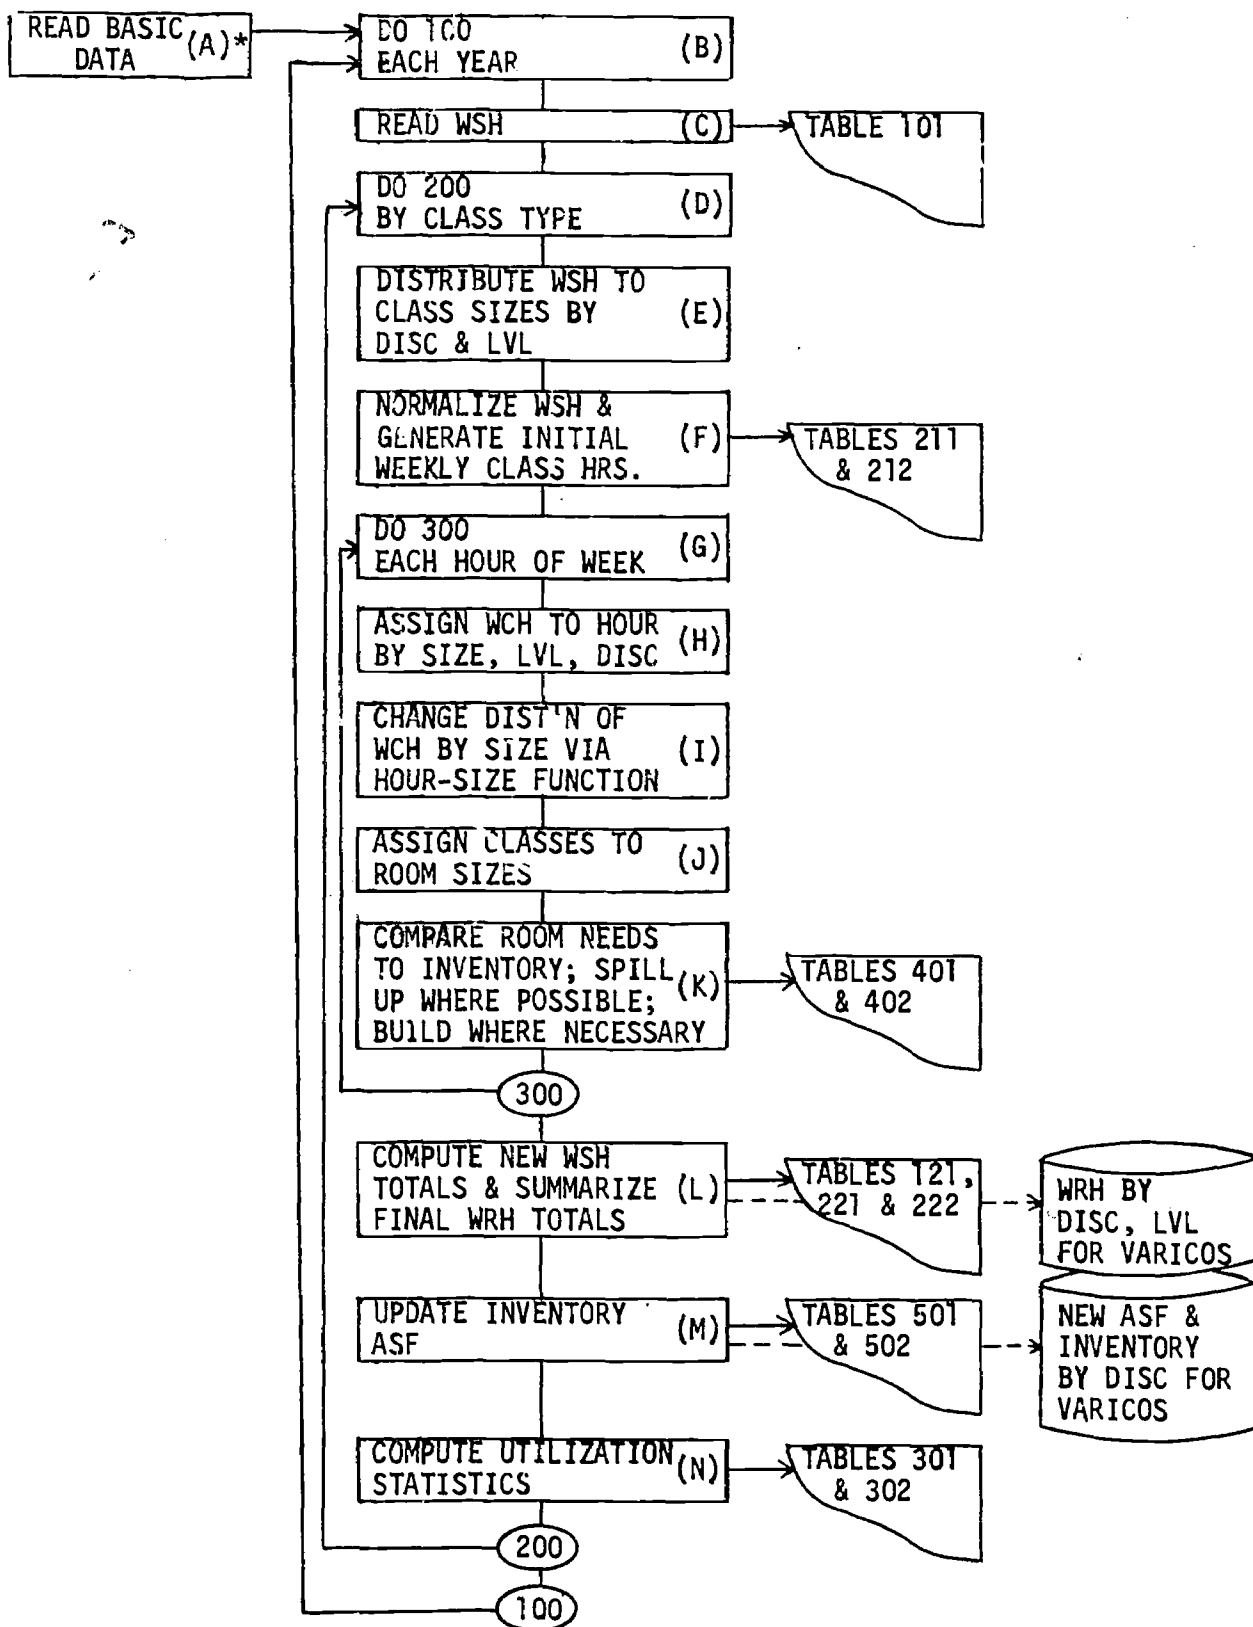 READ BASIC
DATA
(A)*
DO 100
EACH YEAR
(B)
READ WSH
(C)
TABLE 101
DO 200
BY CLASS TYPE
(D)
DISTRIBUTE WSH TO
CLASS SIZES BY
DISC & LVL
(E)
NORMALIZE WSH &
GENERATE INITIAL
WEEKLY CLASS HRS.
(F)
TABLES 211
& 212
DO 300
EACH HOUR OF WEEK
(G)
ASSIGN WCH TO HOUR
BY SIZE, LVL, DISC
(H)
CHANGE DIST'N OF
WCH BY SIZE VIA
HOUR-SIZE FUNCTION
(I)
ASSIGN CLASSES TO
ROOM SIZES
(J)
COMPARE ROOM NEEDS
TO INVENTORY; SPILL
UP WHERE POSSIBLE;
BUILD WHERE NECESSARY
(K)
TABLES 401
& 402
300
COMPUTE NEW WSH
TOTALS & SUMMARIZE
FINAL WRH TOTALS
(L)
TABLES 121,
221 & 222
WRH BY
DISC, LVL
FOR VARICOS
UPDATE INVENTORY
ASF
(M)
TABLES 501
& 502
NEW ASF &
INVENTORY
BY DISC FOR
VARICOS
COMPUTE UTILIZATION
STATISTICS
(N)
TABLES 301
& 302
200
100